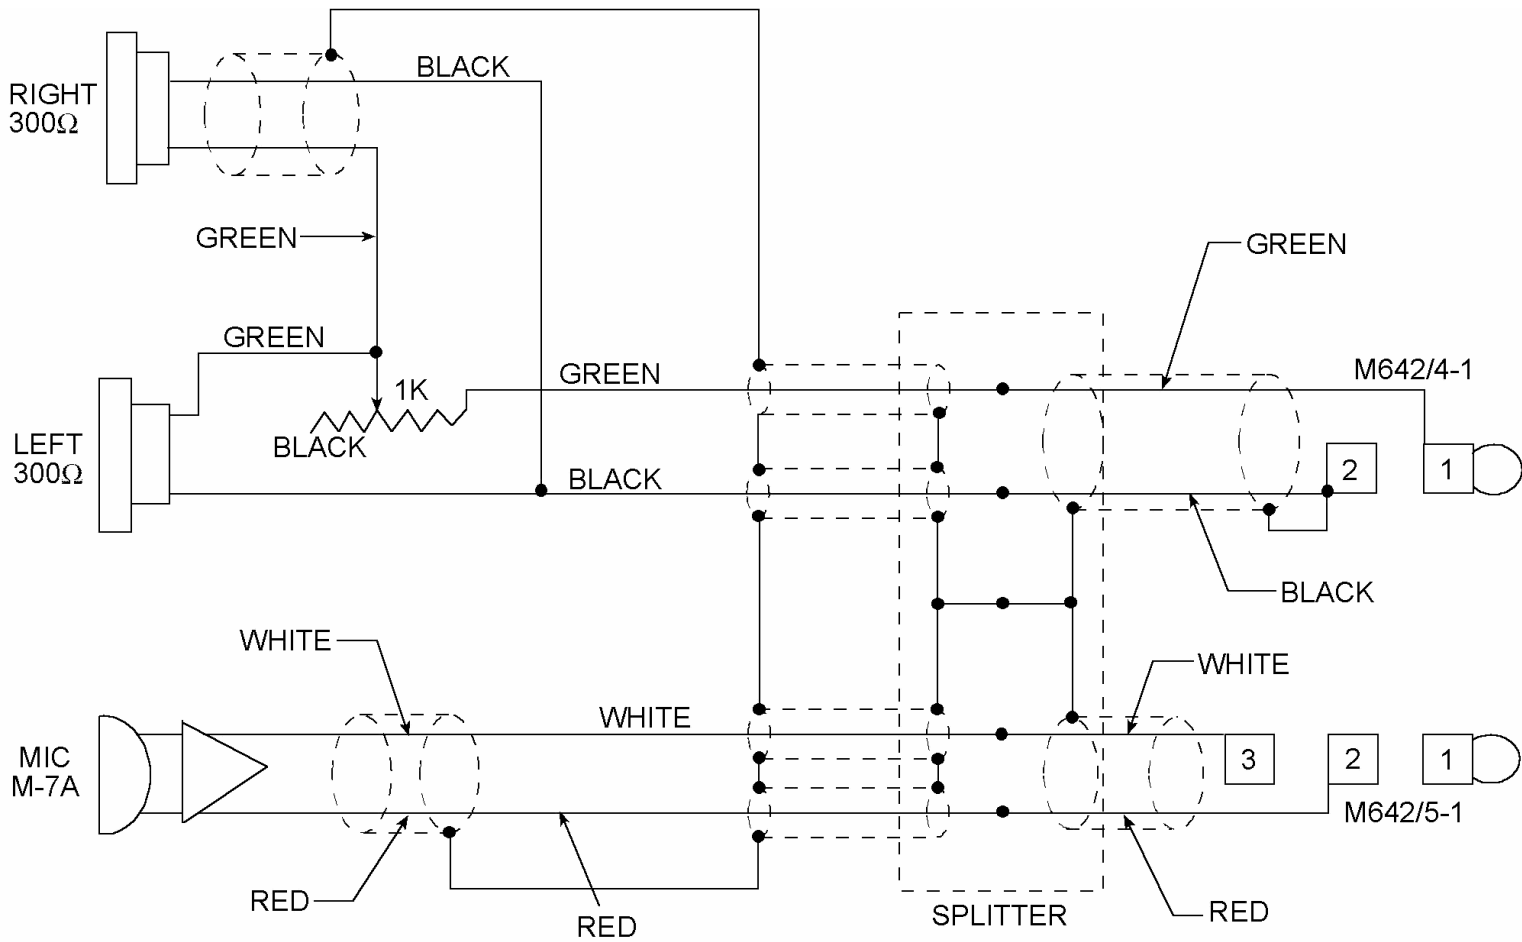 BLACK
RIGHT
300Ω
GREEN
GREEN
GREEN
1K
GREEN
M642/4-1
BLACK
LEFT
300Ω
BLACK
2
1
BLACK
WHITE
WHITE
WHITE
MIC
M-7A
3
2
1
M642/5-1
RED
RED
SPLITTER
RED